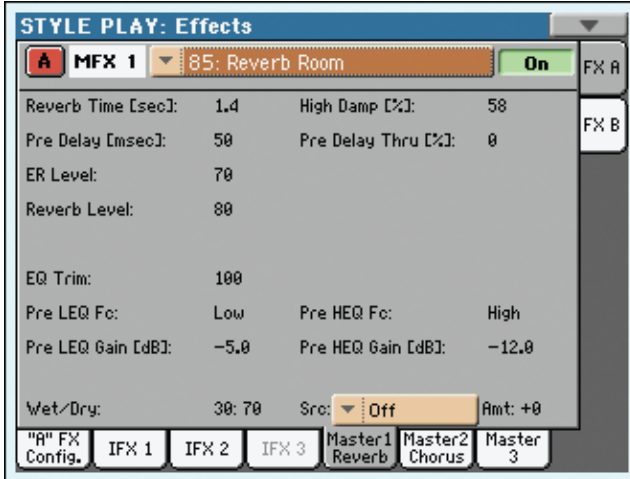 STYLE PLAY: Effects
A MFX 1 85: Reverb Room On FX A
Reverb Time [sec]: 1.4 High Damp [%]: 58
FX B
Pre Delay [msec]: 50 Pre Delay Thru [%]: 0
ER Level: 70
Reverb Level: 80
EQ Trim: 100
Pre LEQ Fc: Low Pre HEQ Fc: High
Pre LEQ Gain [dB]: -5.0 Pre HEQ Gain [dB]: -12.0
Wet/Dry: 30:70 Src: Off Amt: +0
"A" FX Config. IFX 1 IFX 2 IFX 3 Master1 Reverb Master2 Chorus Master 3